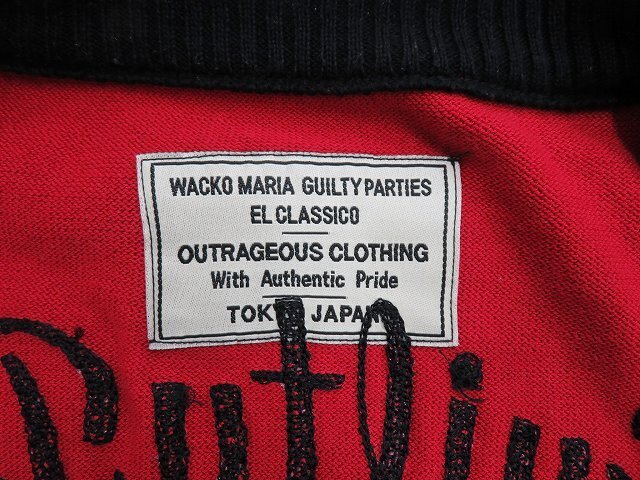 WACKO MARIA GUILTY PARTIES
EL CLASSICO
OUTRAGEOUS CLOTHING
With Authentic Pride
TOKYO JAPAN